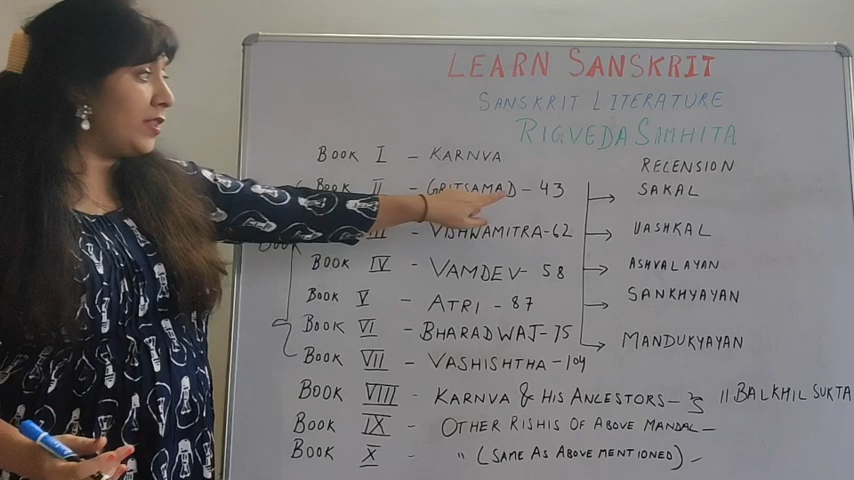 LEARN SANSKRIT
SANSKRIT LITERATURE
RIGVEDA SAMHITA
BOOK I - KARNVA
BOOK II - GRITSAMAD - 43
III - VISHWAMITRA-62
BOOK
BOOK IV - VAMDEV - 58
BOOK V - ATRI - 87
BOOK VI - BHARADWAJ-75
BOOK VII - VASHISHTHA - 104
BOOK VIII - KARNVA & HIS ANCESTORS - 11 BALKHIL SUKTA
BOOK IX - OTHER RISHIS OF ABOVE MANDAL -
BOOK X - " (SAME AS ABOVE MENTIONED) -
RECENSION
SAKAL
VASHKAL
ASHVALAYAN
SANKHYAYAN
MANDUKYAYAN